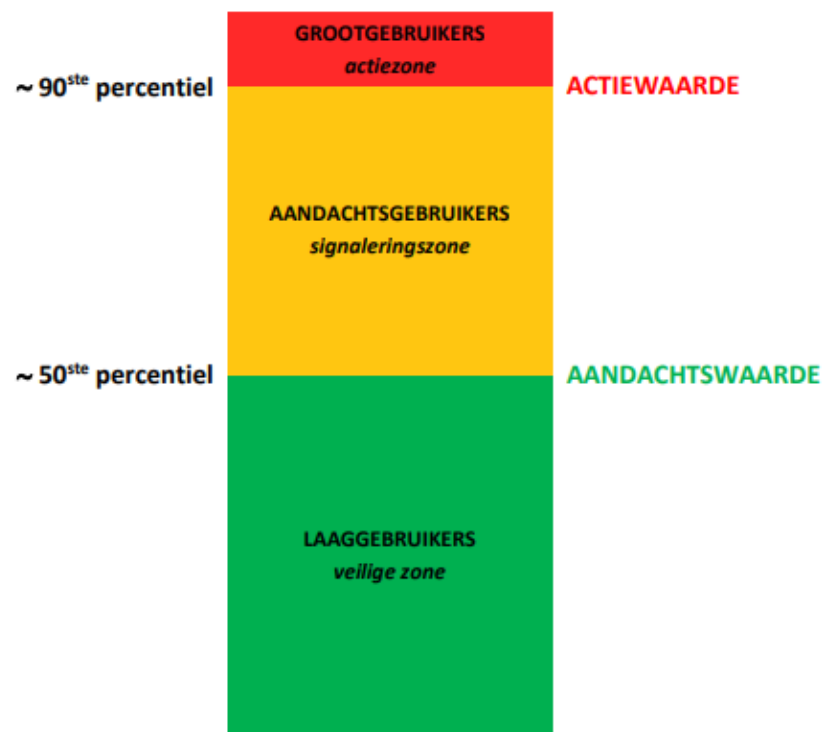 GROOTGEBRUIKERS
actiezone
~ 90ste percentiel
ACTIEWAARDE
AANDACHTSGEBRUIKERS
signaleringszone
~ 50ste percentiel
AANDACHTSWAARDE
LAAGGEBRUIKERS
veilige zone